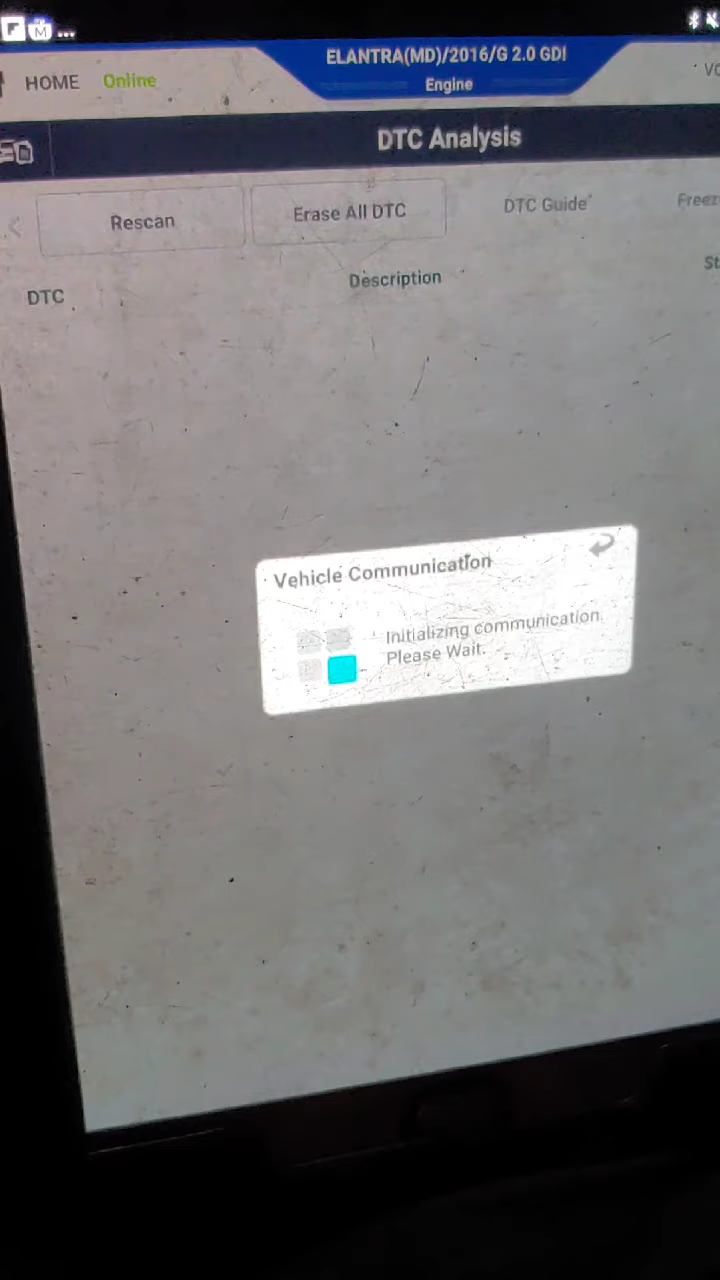 ELANTRA(MD)/2016/G 2.0 GDI
HOME Online
Engine
DTC Analysis
Rescan
Erase All DTC
DTC Guide
DTC
Description
Vehicle Communication
Initializing communication.
Please Wait.